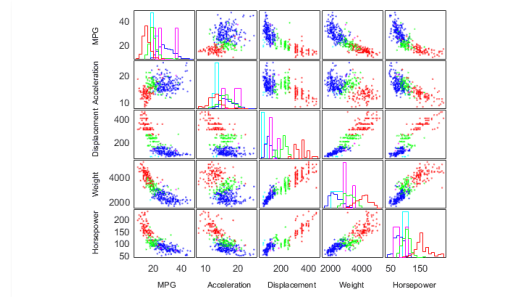 40
20
MPG
20
10
Acceleration
400
200
Displacement
4000
2000
Weight
200
150
100
50
Horsepower
20 40 10 20 200 400 2000 4000 50 150
MPG Acceleration Displacement Weight Horsepower